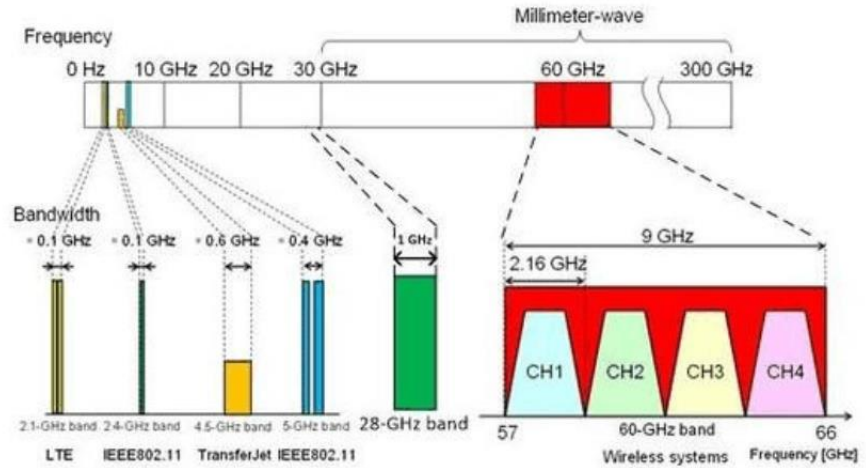 Millimeter-wave
Frequency
0 Hz 10 GHz 20 GHz 30 GHz 60 GHz 300 GHz
Bandwidth
≈ 0.1 GHz ≈ 0.1 GHz ≈ 0.6 GHz ≈ 0.4 GHz 1 GHz 9 GHz
2.16 GHz
CH1 CH2 CH3 CH4
2.1-GHz band 2.4-GHz band 4.5-GHz band 5-GHz band 28-GHz band 57 60-GHz band 66
LTE IEEE802.11 TransferJet IEEE802.11 Wireless systems Frequency [GHz]